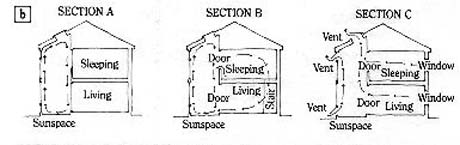 b
SECTION A
Sleeping
Living
Sunspace
SECTION B
Door
Sleeping
Living
Door
Stair
Sunspace
SECTION C
Vent
Vent
Door
Window
Sleeping
Door
Window
Living
Vent
Sunspace